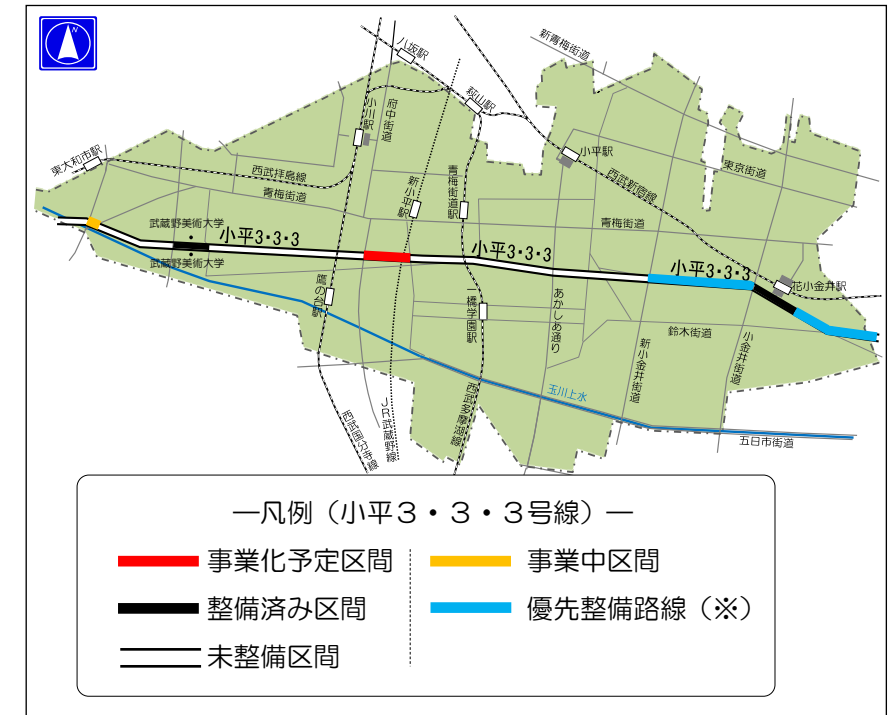 N
八坂駅
新青梅街道
萩山駅
小川駅
府中街道
小平駅
東大和市駅
西武拝島線
青梅街道
新小平駅
青梅街道駅
西武新宿線
東京街道
青梅街道
武蔵野美術大学
小平3・3・3
武蔵野美術大学
小平3・3・3
小平3・3・3
花小金井駅
鷹の台駅
一橋学園駅
あかしあ通り
鈴木街道
新小金井街道
小金井街道
玉川上水
五日市街道
西武国分寺線
JR武蔵野線
西武多摩湖線
―凡例（小平３・３・３号線）―
事業化予定区間
事業中区間
整備済み区間
優先整備路線（※）
未整備区間